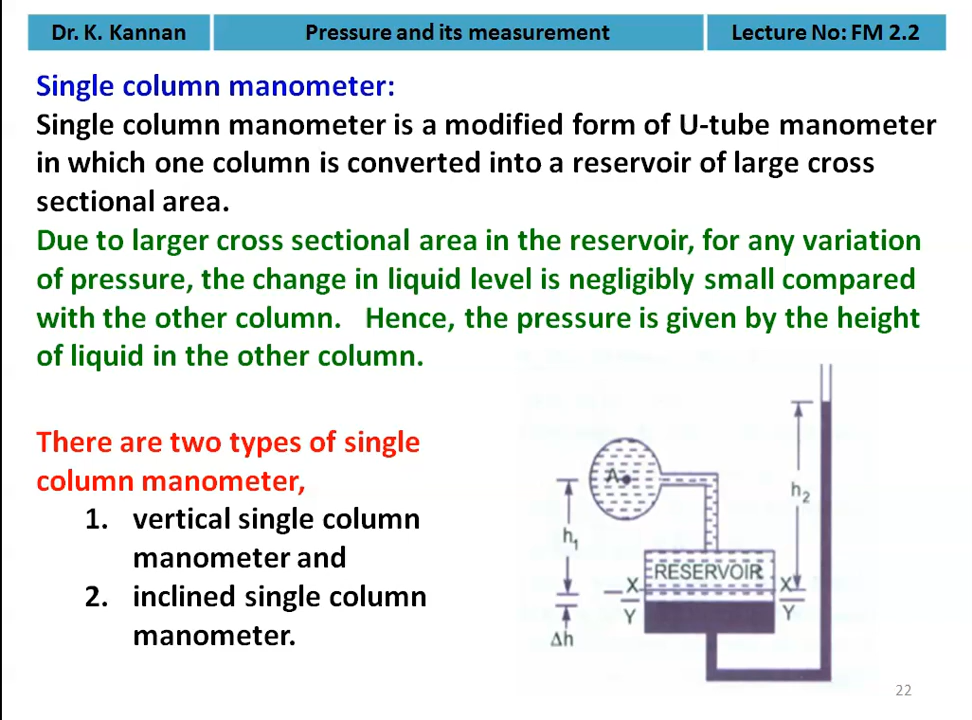 Dr. K. Kannan
Pressure and its measurement
Lecture No: FM 2.2
Single column manometer:
Single column manometer is a modified form of U-tube manometer
in which one column is converted into a reservoir of large cross
sectional area.
Due to larger cross sectional area in the reservoir, for any variation
of pressure, the change in liquid level is negligibly small compared
with the other column. Hence, the pressure is given by the height
of liquid in the other column.
There are two types of single
column manometer,
1. vertical single column
manometer and
2. inclined single column
manometer.
A
h₂
h₁
RESERVOIR
X X
Y Y
Δh
22